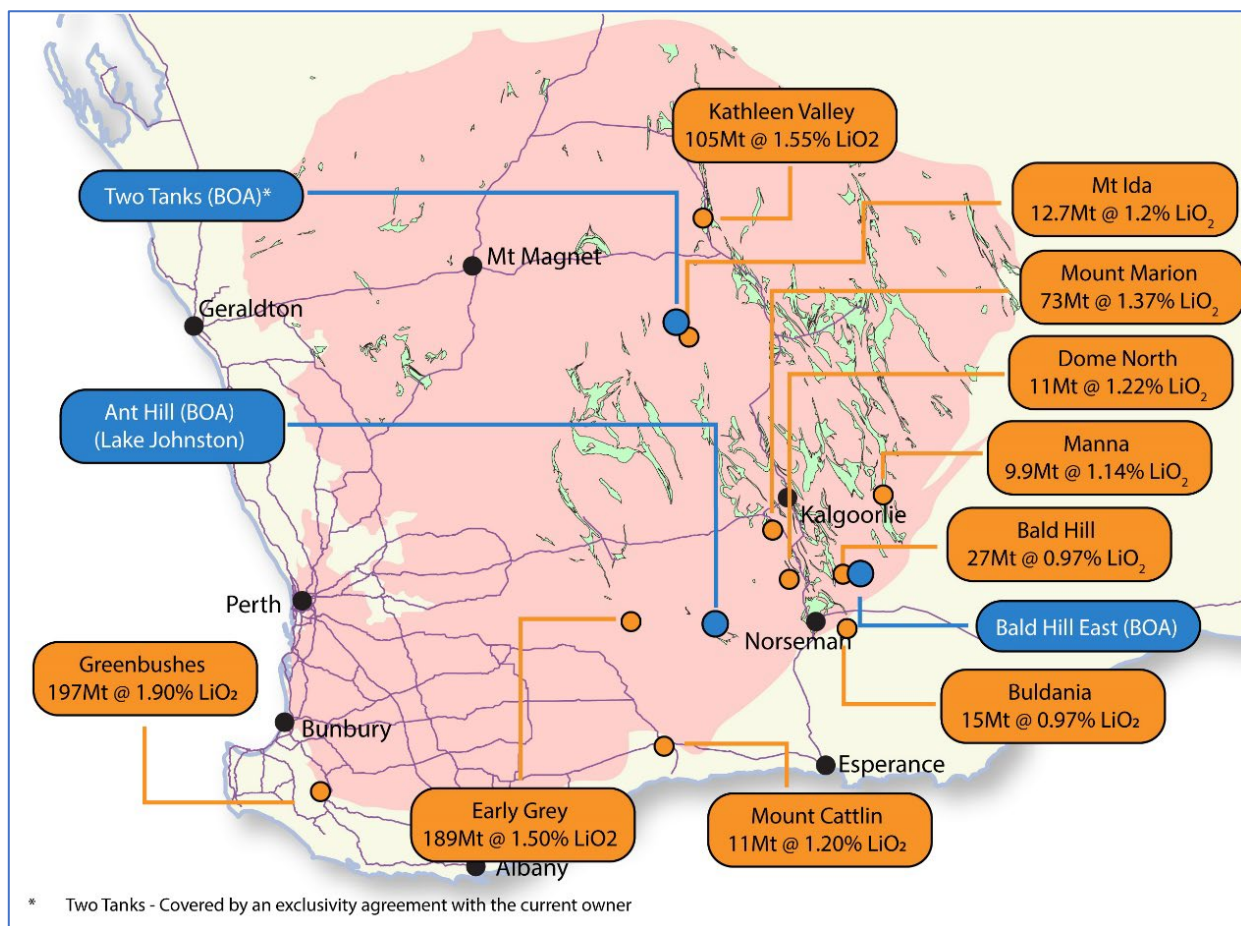 Kathleen Valley
105Mt @ 1.55% LiO2
Two Tanks (BOA)*
Mt Ida
12.7Mt @ 1.2% LiO₂
Mt Magnet
Mount Marion
73Mt @ 1.37% LiO₂
Geraldton
Dome North
11Mt @ 1.22% LiO₂
Ant Hill (BOA)
(Lake Johnston)
Manna
9.9Mt @ 1.14% LiO₂
Kalgoorlie
Bald Hill
27Mt @ 0.97% LiO₂
Perth
Norseman
Bald Hill East (BOA)
Greenbushes
197Mt @ 1.90% LiO₂
Buldania
15Mt @ 0.97% LiO₂
Bunbury
Esperance
Early Grey
189Mt @ 1.50% LiO2
Mount Cattlin
11Mt @ 1.20% LiO₂
Albany
* Two Tanks - Covered by an exclusivity agreement with the current owner